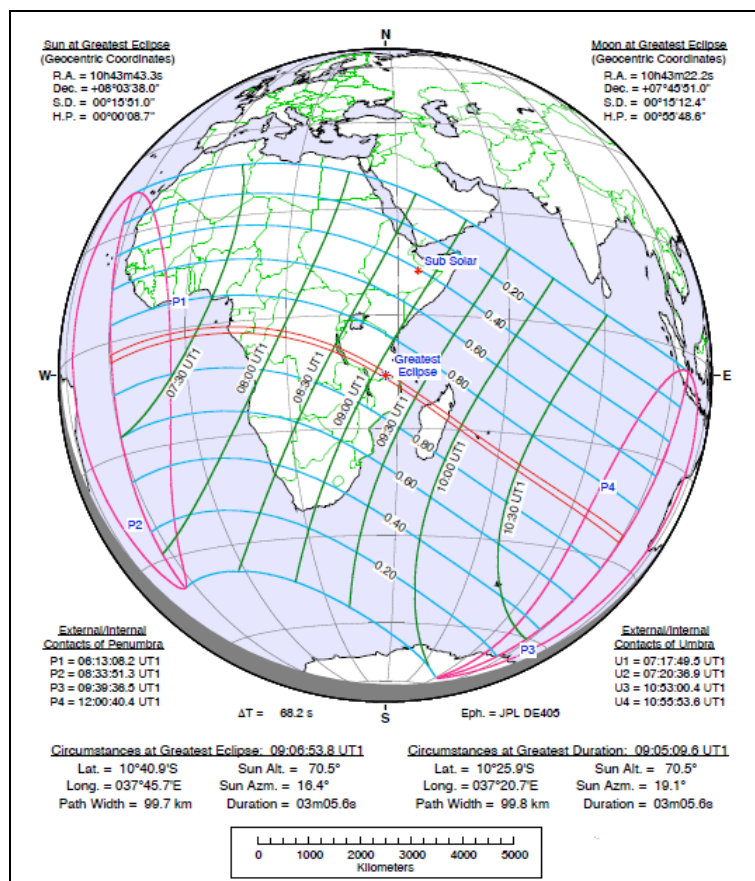 N
Sun at Greatest Eclipse
(Geocentric Coordinates)
R.A. = 10h43m43.3s
Dec. = +08°03'38.0"
S.D. = 00°15'51.0"
H.P. = 00°00'08.7"
Moon at Greatest Eclipse
(Geocentric Coordinates)
R.A. = 10h43m22.2s
Dec. = +07°45'51.0"
S.D. = 00°15'12.4"
H.P. = 00°55'48.6"
Sub Solar
P1
0.20
0.40
0.60
Greatest
Eclipse
0.80
W
E
07:30 UT1
08:00 UT1
08:30 UT1
09:00 UT1
09:30 UT1
10:00 UT1
10:30 UT1
0.80
0.60
0.40
0.20
P4
P2
P3
External/Internal
Contacts of Penumbra
P1 = 06:13:08.2 UT1
P2 = 08:33:51.3 UT1
P3 = 09:39:36.5 UT1
P4 = 12:00:40.4 UT1
External/Internal
Contacts of Umbra
U1 = 07:17:49.5 UT1
U2 = 07:20:36.9 UT1
U3 = 10:53:00.4 UT1
U4 = 10:55:53.6 UT1
S
ΔT = 68.2 s
Eph. = JPL DE405
Circumstances at Greatest Eclipse: 09:06:53.8 UT1
Lat. = 10°40.9'S Sun Alt. = 70.5°
Long. = 037°45.7'E Sun Azm. = 16.4°
Path Width = 99.7 km Duration = 03m05.6s
Circumstances at Greatest Duration: 09:05:09.6 UT1
Lat. = 10°25.9'S Sun Alt. = 70.5°
Long. = 037°20.7'E Sun Azm. = 19.1°
Path Width = 99.8 km Duration = 03m05.6s
0 1000 2000 3000 4000 5000
Kilometers